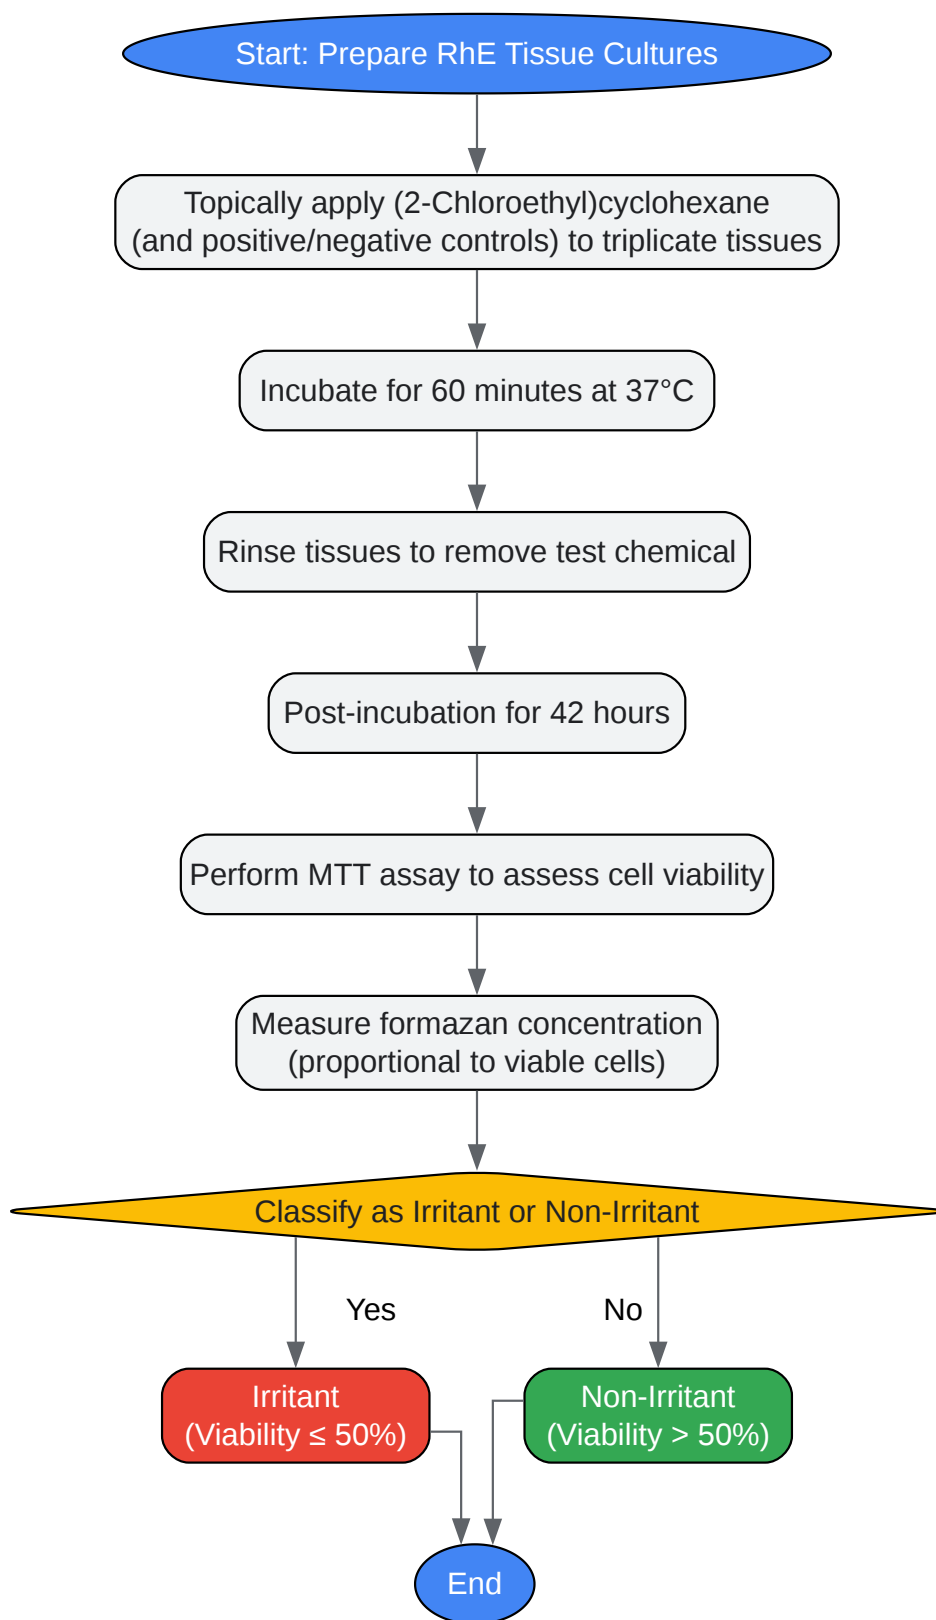 Start: Prepare RhE Tissue Cultures
Topically apply (2-Chloroethyl)cyclohexane
(and positive/negative controls) to triplicate tissues
Incubate for 60 minutes at 37°C
Rinse tissues to remove test chemical
Post-incubation for 42 hours
Perform MTT assay to assess cell viability
Measure formazan concentration
(proportional to viable cells)
Classify as Irritant or Non-Irritant
Yes
No
Irritant
(Viability ≤ 50%)
Non-Irritant
(Viability > 50%)
End